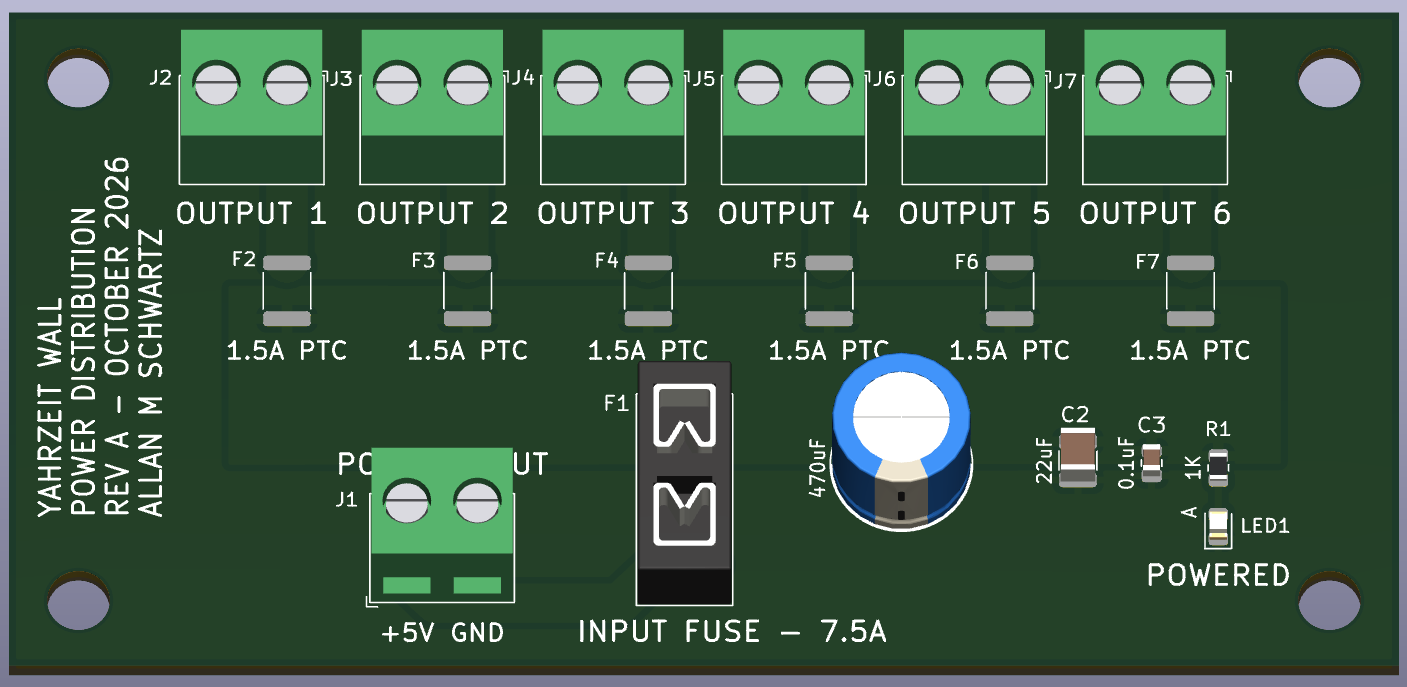 J2
J3
J4
J5
J6
J7
OUTPUT 1
OUTPUT 2
OUTPUT 3
OUTPUT 4
OUTPUT 5
OUTPUT 6
F2
F3
F4
F5
F6
F7
1.5A PTC
1.5A PTC
1.5A PTC
1.5A PTC
1.5A PTC
1.5A PTC
YAHRZEIT WALL
POWER DISTRIBUTION
REV A – OCTOBER 2026
ALLAN M SCHWARTZ
F1
J1
+5V GND
INPUT FUSE – 7.5A
470uF
C2
22uF
C3
0.1uF
R1
1K
A
LED1
POWERED